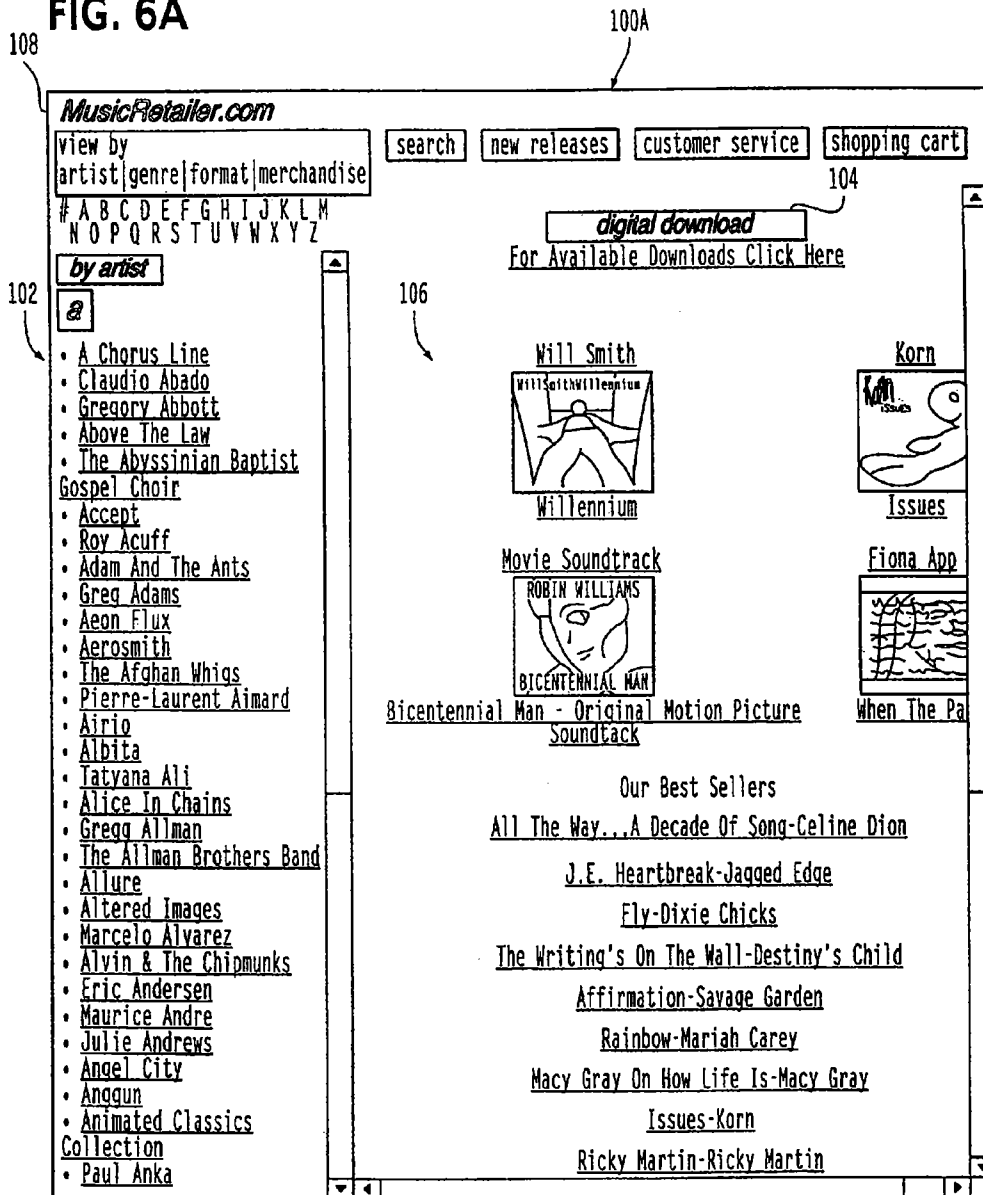 FIG. 6A
108
100A
MusicRetailer.com
view by
artist|genre|format|merchandise
search
new releases
customer service
shopping cart
# A B C D E F G H I J K L M
N O P Q R S T U V W X Y Z
104
digital download
For Available Downloads Click Here
by artist
a
102
106
• A Chorus Line
• Claudio Abado
• Gregory Abbott
• Above The Law
• The Abyssinian Baptist
Gospel Choir
• Accept
• Roy Acuff
• Adam And The Ants
• Greg Adams
• Aeon Flux
• Aerosmith
• The Afghan Whigs
• Pierre-Laurent Aimard
• Airio
• Albita
• Tatyana Ali
• Alice In Chains
• Gregg Allman
• The Allman Brothers Band
• Allure
• Altered Images
• Marcelo Alvarez
• Alvin & The Chipmunks
• Eric Andersen
• Maurice Andre
• Julie Andrews
• Angel City
• Anggun
• Animated Classics
Collection
• Paul Anka
Will Smith
WillSmithWillennium
Willennium
Korn
KoRn
ISSUES
Issues
Movie Soundtrack
ROBIN WILLIAMS
BICENTENNIAL MAN
Bicentennial Man - Original Motion Picture
Soundtack
Fiona App
When The Pa
Our Best Sellers
All The Way...A Decade Of Song-Celine Dion
J.E. Heartbreak-Jagged Edge
Fly-Dixie Chicks
The Writing's On The Wall-Destiny's Child
Affirmation-Savage Garden
Rainbow-Mariah Carey
Macy Gray On How Life Is-Macy Gray
Issues-Korn
Ricky Martin-Ricky Martin